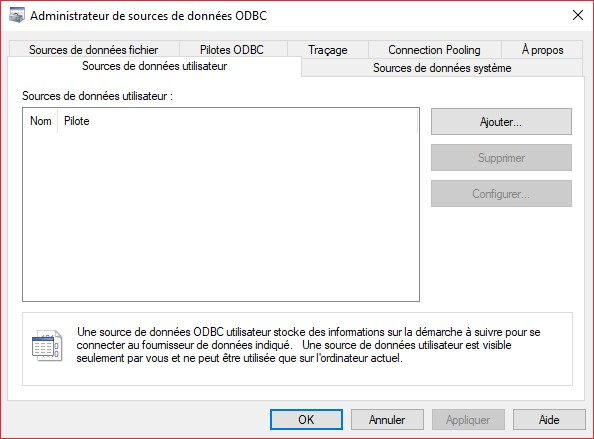 Administrateur de sources de données ODBC
Sources de données fichier Pilotes ODBC Traçage Connection Pooling À propos
Sources de données utilisateur Sources de données système
Sources de données utilisateur :
Nom Pilote
Ajouter...
Supprimer
Configurer...
Une source de données ODBC utilisateur stocke des informations sur la démarche à suivre pour se
connecter au fournisseur de données indiqué. Une source de données utilisateur est visible
seulement par vous et ne peut être utilisée que sur l'ordinateur actuel.
OK Annuler Appliquer Aide